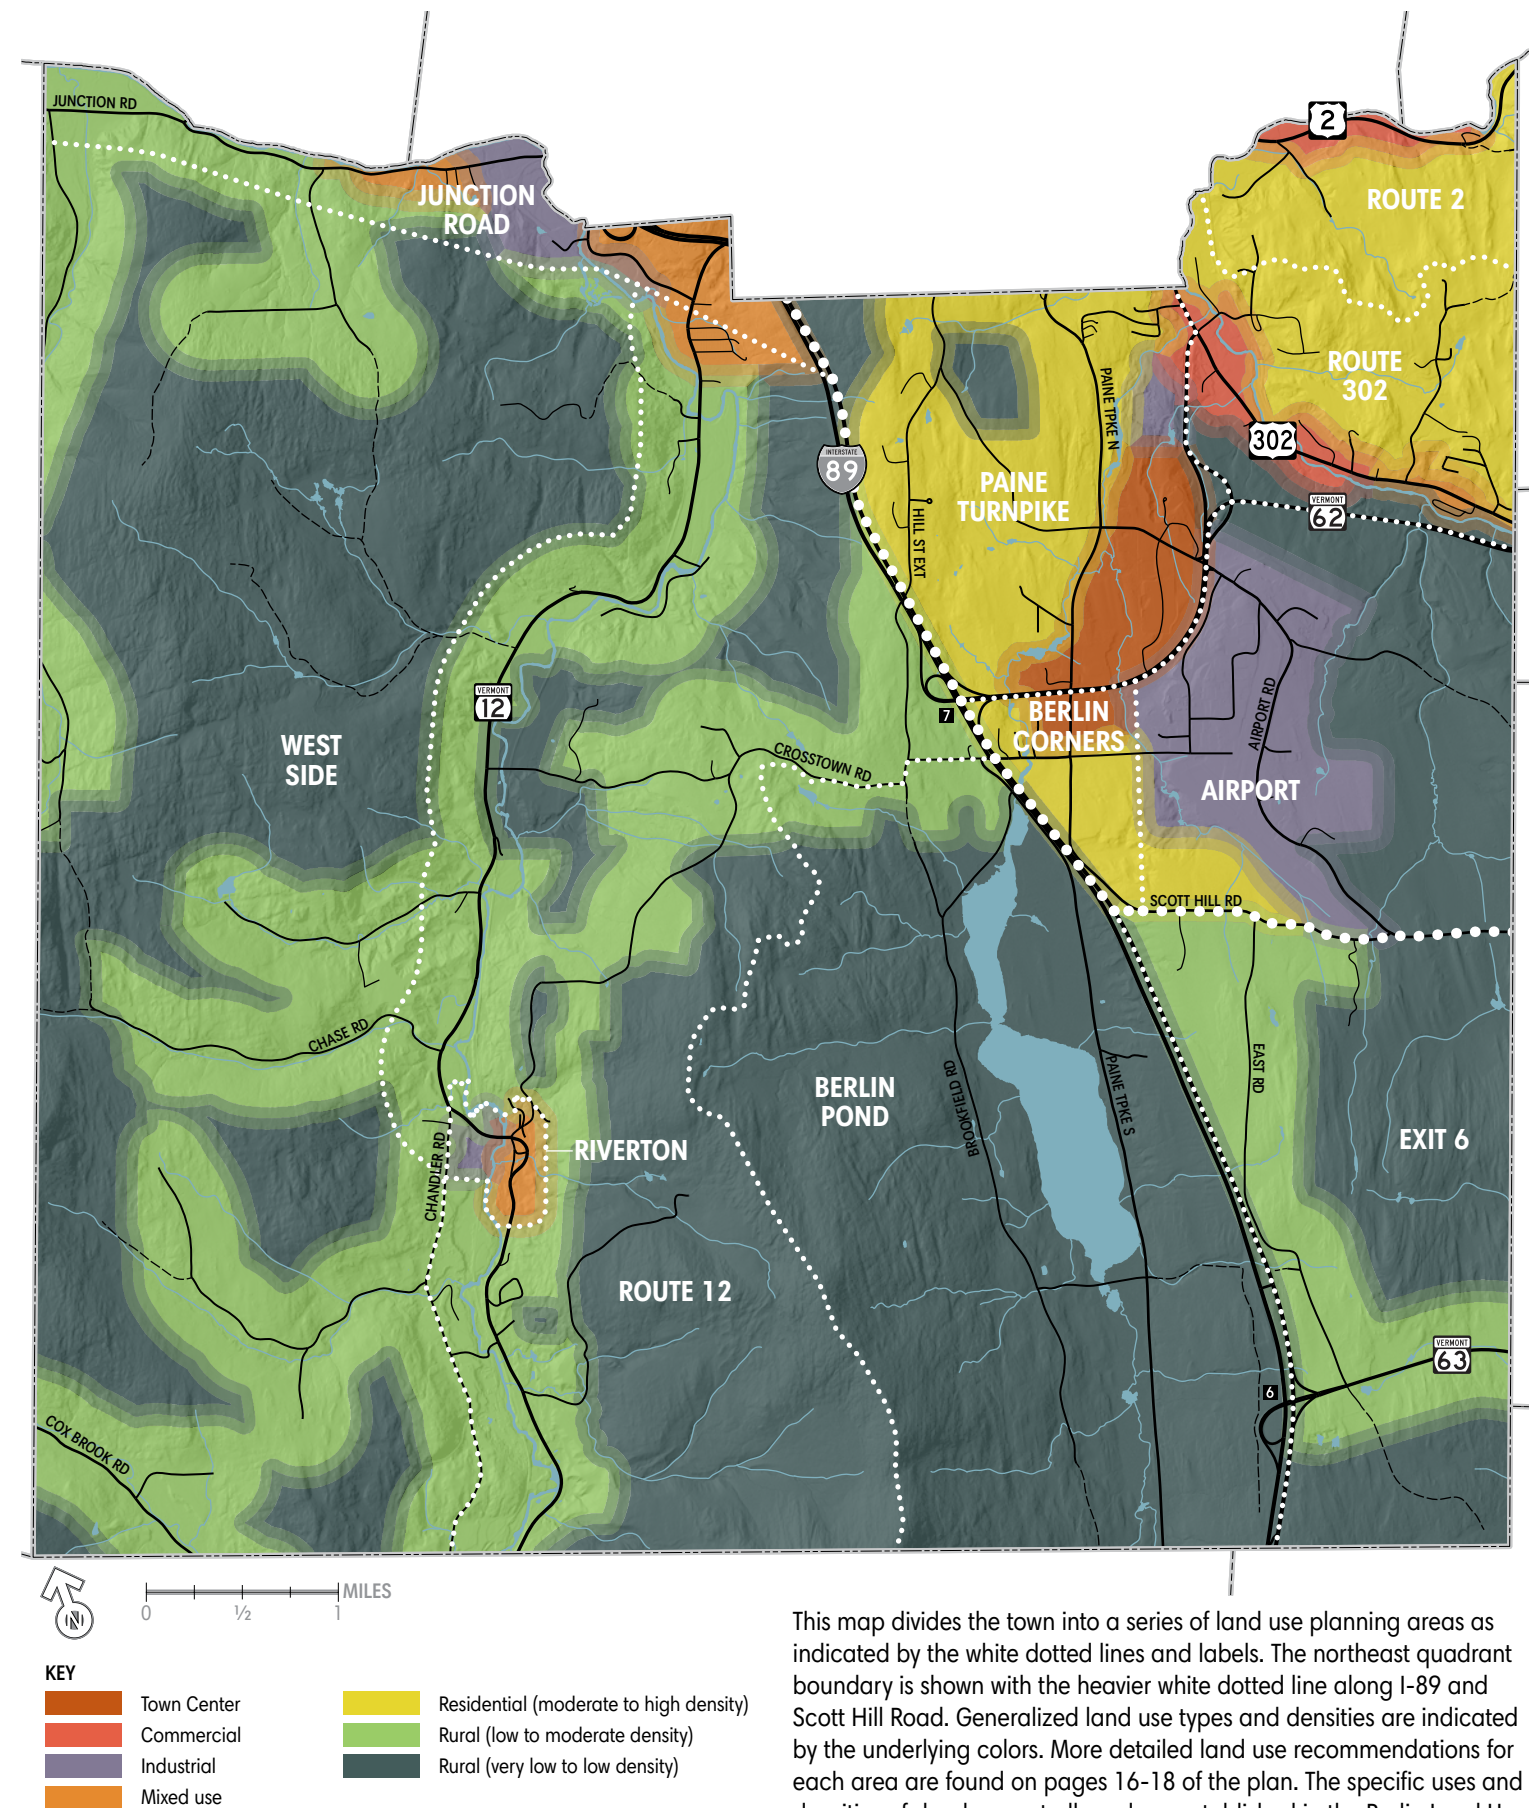 JUNCTION RD
2
JUNCTION
ROAD
ROUTE 2
ROUTE
302
PAINE TPKE N
302
INTERSTATE
89
PAINE
TURNPIKE
VERMONT
62
HILL ST EXT
VERMONT
12
7
BERLIN
CORNERS
AIRPORT RD
WEST
SIDE
CROSSTOWN RD
AIRPORT
SCOTT HILL RD
CHASE RD
EAST RD
BERLIN
POND
BROOKFIELD RD
PAINE TPKE S
CHANDLER RD
RIVERTON
EXIT 6
ROUTE 12
VERMONT
63
6
COX BROOK RD
N
MILES
0 ½ 1
KEY
Town Center
Commercial
Industrial
Mixed use
Residential (moderate to high density)
Rural (low to moderate density)
Rural (very low to low density)
This map divides the town into a series of land use planning areas as
indicated by the white dotted lines and labels. The northeast quadrant
boundary is shown with the heavier white dotted line along I-89 and
Scott Hill Road. Generalized land use types and densities are indicated
by the underlying colors. More detailed land use recommendations for
each area are found on pages 16-18 of the plan. The specific uses and